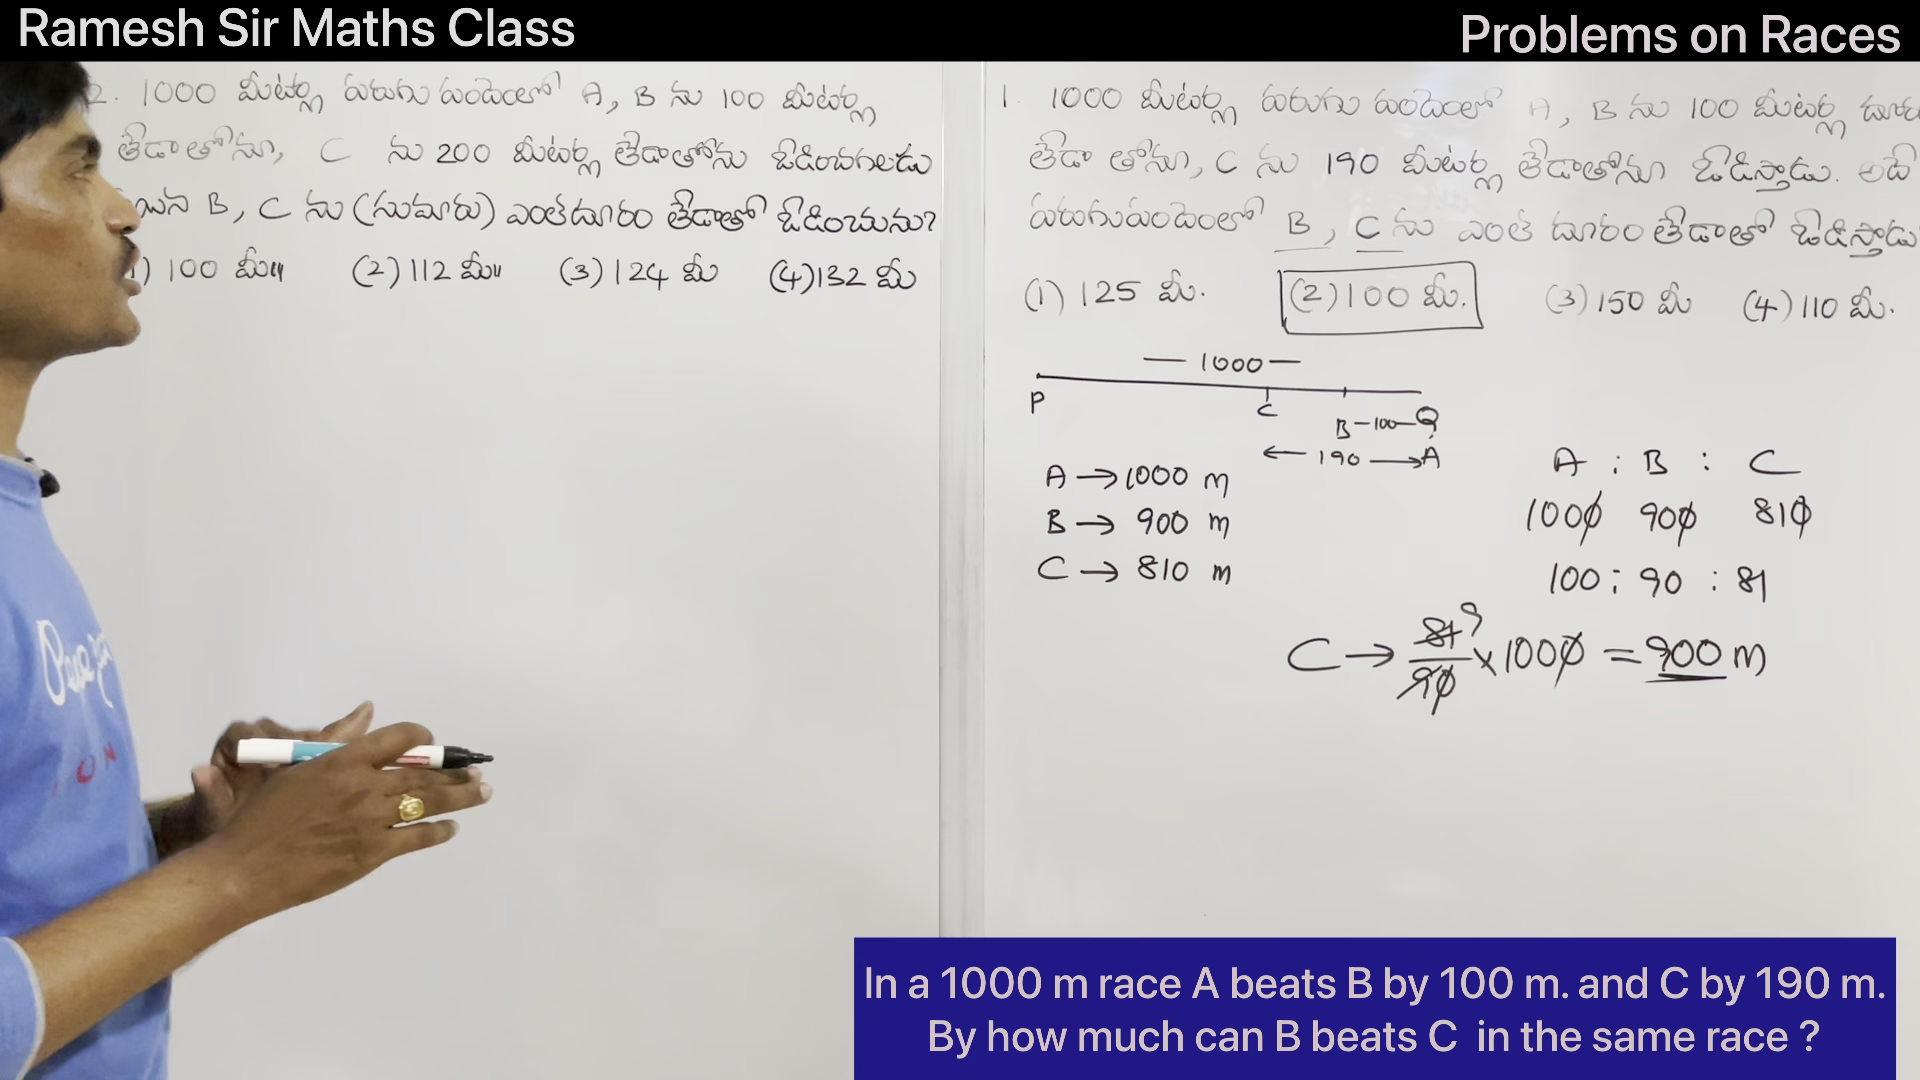 Ramesh Sir Maths Class
Problems on Races
2. 1000 మీటర్ల పరుగు పందెంలో A, B ను 100 మీటర్ల
తేడాతోనూ, C ను 200 మీటర్ల తేడాతోను ఓడించగలడు
యిన B, C ను (సుమారు) ఎంతదూరం తేడాతో ఓడించును?
) 100 మీ॥ (2) 112 మీ॥ (3) 124 మీ (4) 132 మీ
1. 1000 మీటర్ల పరుగు పందెంలో A, B ను 100 మీటర్ల
తేడా తోనూ, C ను 190 మీటర్ల తేడాతోనూ ఓడిస్తాడు. అదే
పరుగుపందెంలో B, C ను ఎంత దూరం తేడాతో ఓడిస్తాడు
(1) 125 మీ. (2) 100 మీ. (3) 150 మీ (4) 110 మీ.
1000
P C B-100-Q
190 A
A → 1000 m
B → 900 m
C → 810 m
A : B : C
1000 900 810
100 : 90 : 81
C → 81/90 9 × 1000 = 900 m
In a 1000 m race A beats B by 100 m. and C by 190 m.
By how much can B beats C in the same race ?